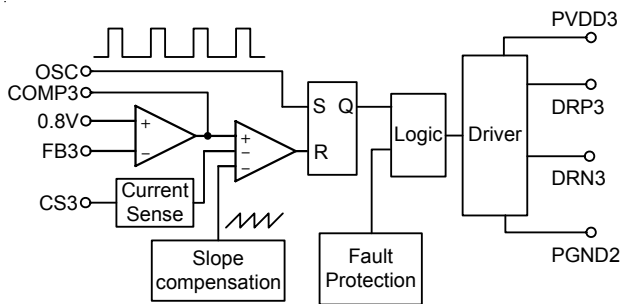 PVDD3
OSC
COMP3
S Q
DRP3
0.8V
+
+
Logic
Driver
−
FB3
−
R
−
DRN3
CS3
Current
Sense
Slope
compensation
Fault
Protection
PGND2